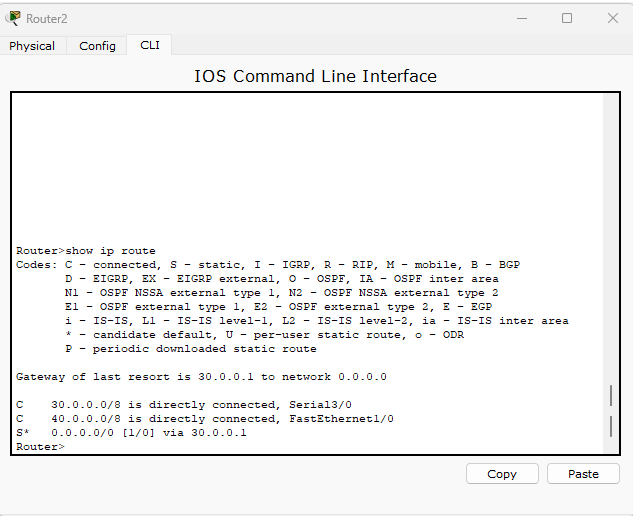 Router2
Physical Config CLI
IOS Command Line Interface
Router>show ip route
Codes: C - connected, S - static, I - IGRP, R - RIP, M - mobile, B - BGP
D - EIGRP, EX - EIGRP external, O - OSPF, IA - OSPF inter area
N1 - OSPF NSSA external type 1, N2 - OSPF NSSA external type 2
E1 - OSPF external type 1, E2 - OSPF external type 2, E - EGP
i - IS-IS, L1 - IS-IS level-1, L2 - IS-IS level-2, ia - IS-IS inter area
* - candidate default, U - per-user static route, o - ODR
P - periodic downloaded static route
Gateway of last resort is 30.0.0.1 to network 0.0.0.0
C 30.0.0.0/8 is directly connected, Serial3/0
C 40.0.0.0/8 is directly connected, FastEthernet1/0
S* 0.0.0.0/0 [1/0] via 30.0.0.1
Router>
Copy Paste